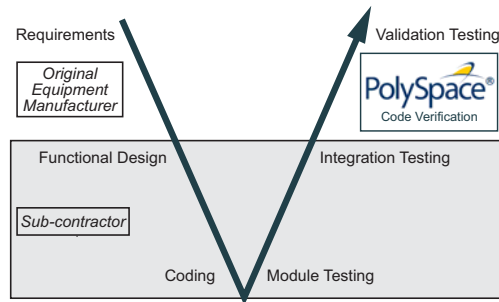 Requirements
Validation Testing
Original
Equipment
Manufacturer
PolySpace®
Code Verification
Functional Design
Integration Testing
Sub-contractor
Coding
Module Testing